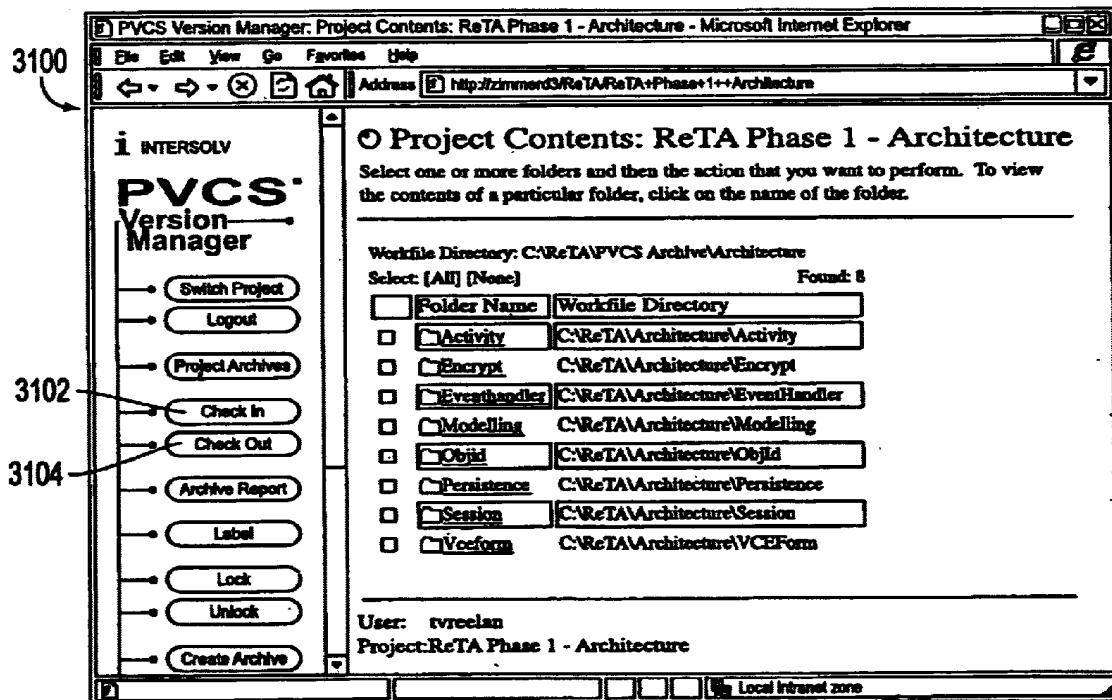 PVCS Version Manager: Project Contents: ReTA Phase 1 - Architecture - Microsoft Internet Explorer
File Edit View Go Favorites Help
Address http://zimmerd3/ReTA/ReTA+Phase+1++Architecture
3100
i INTERSOLV
PVCS
Version
Manager
Switch Project
Logout
Project Archives
3102
Check In
Check Out
3104
Archive Report
Label
Lock
Unlock
Create Archive
Project Contents: ReTA Phase 1 - Architecture
Select one or more folders and then the action that you want to perform. To view
the contents of a particular folder, click on the name of the folder.
Workfile Directory: C:\ReTA\PVCS Archive\Architecture
Select: [All] [None] Found: 8
Folder Name Workfile Directory
Activity C:\ReTA\Architecture\Activity
Encrypt C:\ReTA\Architecture\Encrypt
Eventhandler C:\ReTA\Architecture\EventHandler
Modelling C:\ReTA\Architecture\Modelling
Objid C:\ReTA\Architecture\ObjId
Persistence C:\ReTA\Architecture\Persistence
Session C:\ReTA\Architecture\Session
Vceform C:\ReTA\Architecture\VCEForm
User: tvreelan
Project:ReTA Phase 1 - Architecture
Local intranet zone